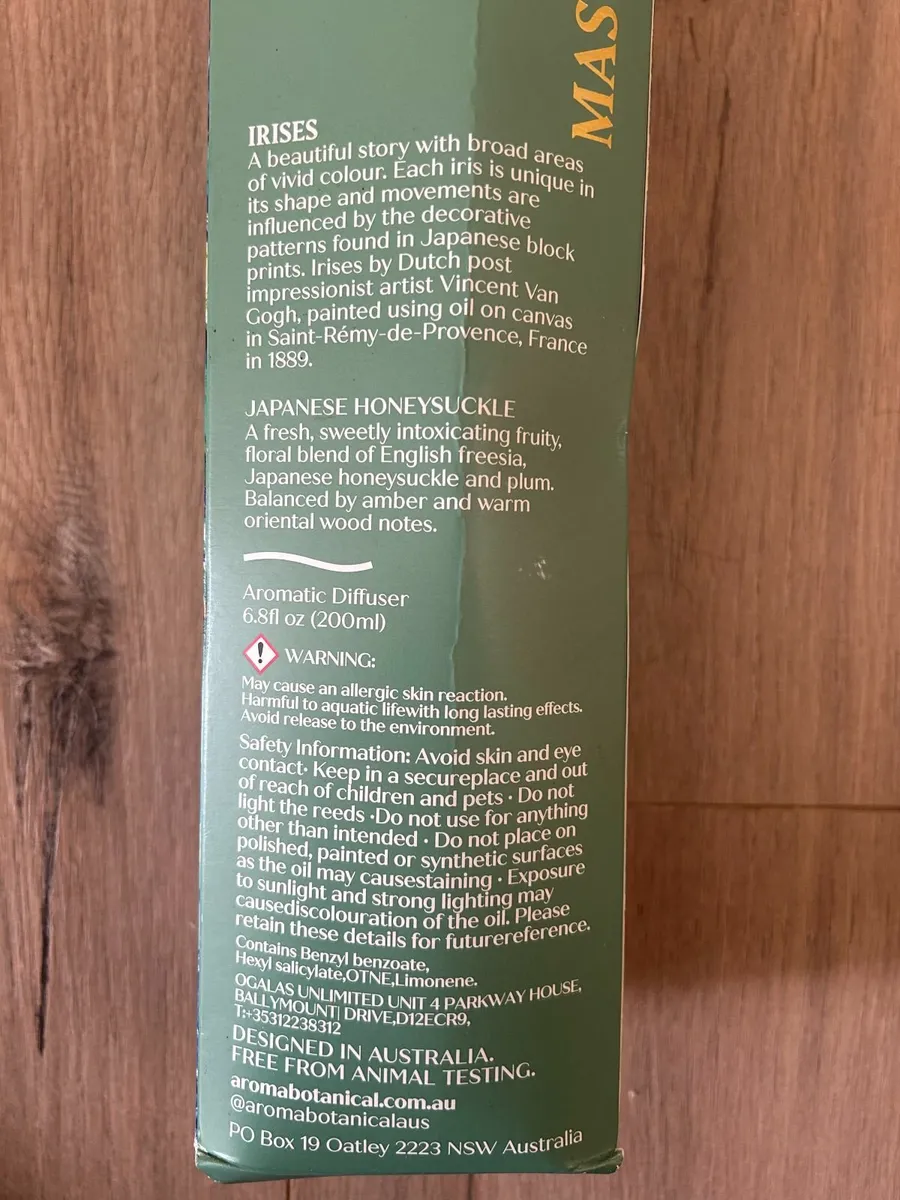 MAS
IRISES
A beautiful story with broad areas
of vivid colour. Each iris is unique in
its shape and movements are
influenced by the decorative
patterns found in Japanese block
prints. Irises by Dutch post
impressionist artist Vincent Van
Gogh, painted using oil on canvas
in Saint-Rémy-de-Provence, France
in 1889.
JAPANESE HONEYSUCKLE
A fresh, sweetly intoxicating fruity,
floral blend of English freesia,
Japanese honeysuckle and plum.
Balanced by amber and warm
oriental wood notes.
Aromatic Diffuser
6.8fl oz (200ml)
! WARNING:
May cause an allergic skin reaction.
Harmful to aquatic lifewith long lasting effects.
Avoid release to the environment.
Safety Information: Avoid skin and eye
contact· Keep in a secureplace and out
of reach of children and pets · Do not
light the reeds ·Do not use for anything
other than intended · Do not place on
polished, painted or synthetic surfaces
as the oil may causestaining · Exposure
to sunlight and strong lighting may
causediscolouration of the oil. Please
retain these details for futurereference.
Contains Benzyl benzoate,
Hexyl salicylate,OTNE,Limonene.
OGALAS UNLIMITED UNIT 4 PARKWAY HOUSE,
BALLYMOUNT| DRIVE,D12ECR9,
T:+35312238312
DESIGNED IN AUSTRALIA.
FREE FROM ANIMAL TESTING.
aromabotanical.com.au
@aromabotanicalaus
PO Box 19 Oatley 2223 NSW Australia